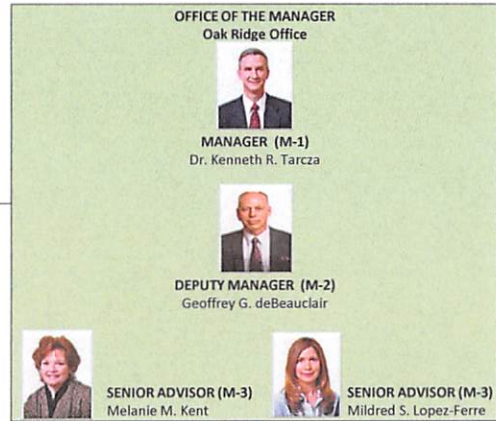 OFFICE OF THE MANAGER
Oak Ridge Office
MANAGER (M-1)
Dr. Kenneth R. Tarcza
DEPUTY MANAGER (M-2)
Geoffrey G. deBeauclair
SENIOR ADVISOR (M-3)
Melanie M. Kent
SENIOR ADVISOR (M-3)
Mildred S. Lopez-Ferre